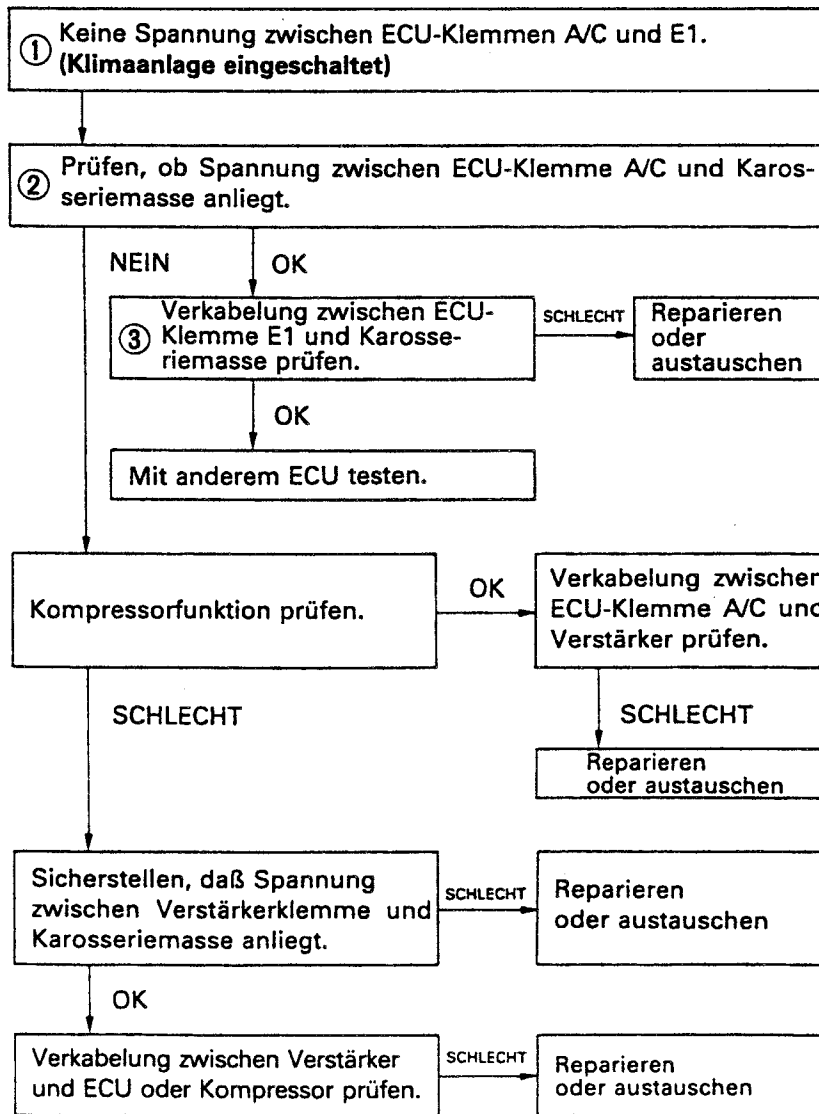 ① Keine Spannung zwischen ECU-Klemmen A/C und E1.
(Klimaanlage eingeschaltet)
② Prüfen, ob Spannung zwischen ECU-Klemme A/C und Karos-
seriemasse anliegt.
NEIN OK
③ Verkabelung zwischen ECU-
Klemme E1 und Karosse-
riemasse prüfen.
SCHLECHT
Reparieren
oder
austauschen
OK
Mit anderem ECU testen.
Kompressorfunktion prüfen.
OK
Verkabelung zwischen
ECU-Klemme A/C und
Verstärker prüfen.
SCHLECHT
SCHLECHT
Reparieren
oder austauschen
Sicherstellen, daß Spannung
zwischen Verstärkerklemme und
Karosseriemasse anliegt.
SCHLECHT
Reparieren
oder austauschen
OK
Verkabelung zwischen Verstärker
und ECU oder Kompressor prüfen.
SCHLECHT
Reparieren
oder austauschen